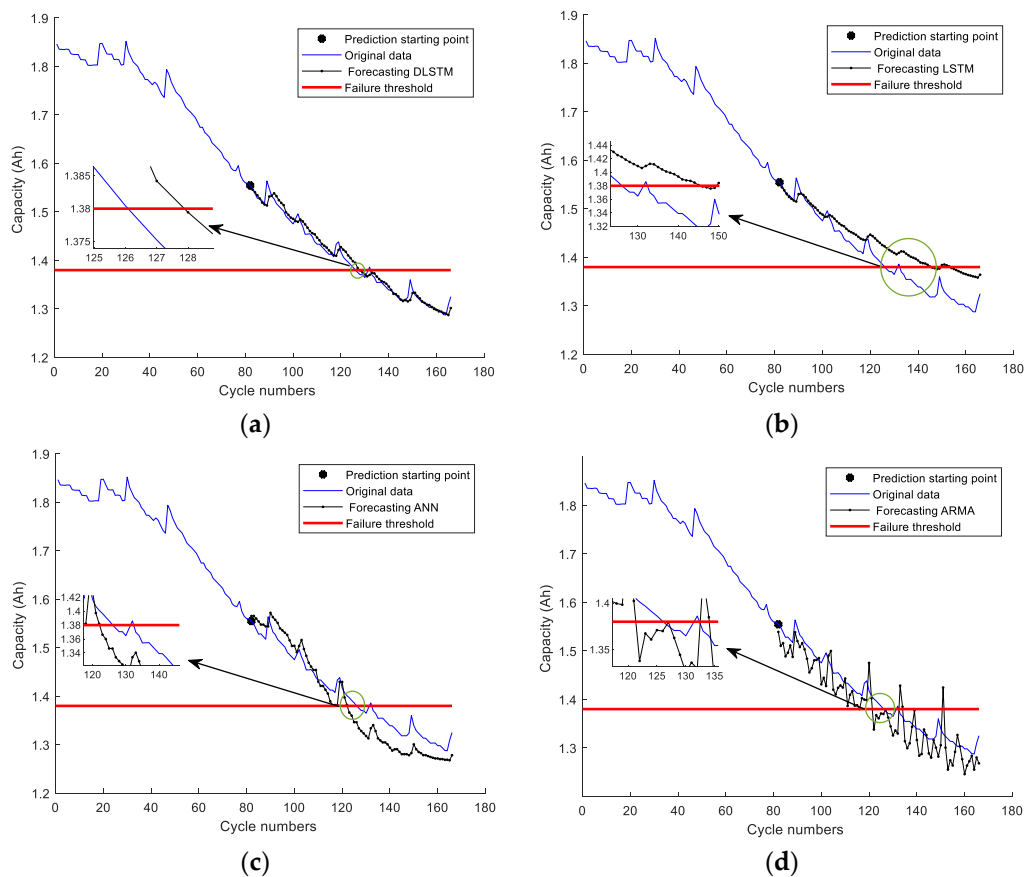 1.9
1.8
1.7
1.6
1.5
1.4
1.3
1.2
Capacity (Ah)
Prediction starting point
Original data
Forecasting DLSTM
Failure threshold
1.385
1.38
1.375
125 126 127 128
0 20 40 60 80 100 120 140 160 180
Cycle numbers
(a)
1.9
1.8
1.7
1.6
1.5
1.4
1.3
1.2
Capacity (Ah)
Prediction starting point
Original data
Forecasting LSTM
Failure threshold
1.44
1.42
1.4
1.38
1.36
1.34
1.32
130 140 150
0 20 40 60 80 100 120 140 160 180
Cycle numbers
(b)
1.9
1.8
1.7
1.6
1.5
1.4
1.3
1.2
Capacity (Ah)
Prediction starting point
Original data
Forecasting ANN
Failure threshold
1.42
1.4
1.38
1.36
1.34
120 130 140
0 20 40 60 80 100 120 140 160 180
Cycle numbers
(c)
1.8
1.7
1.6
1.5
1.4
1.3
Capacity (Ah)
Prediction starting point
Original data
Forecasting ARMA
Failure threshold
1.4
1.35
120 125 130 135
0 20 40 60 80 100 120 140 160 180
Cycle numbers
(d)